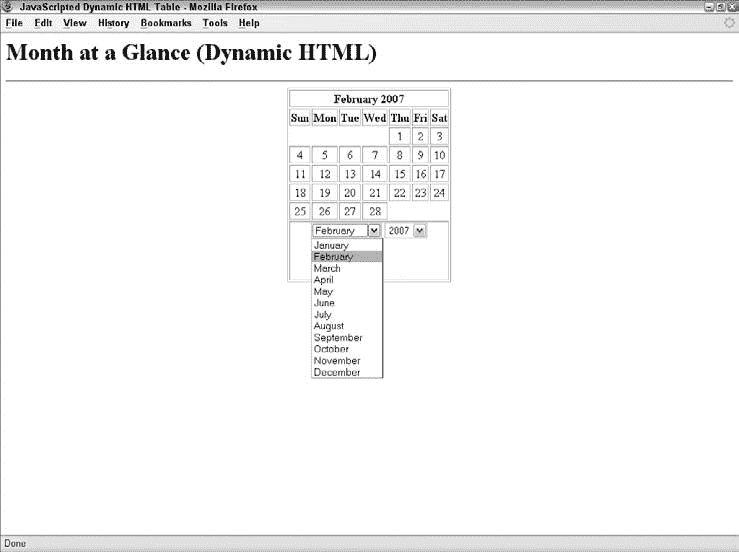 JavaScripted Dynamic HTML Table - Mozilla Firefox
File Edit View History Bookmarks Tools Help
Month at a Glance (Dynamic HTML)
February 2007
Sun Mon Tue Wed Thu Fri Sat
1 2 3
4 5 6 7 8 9 10
11 12 13 14 15 16 17
18 19 20 21 22 23 24
25 26 27 28
February 2007
January
February
March
April
May
June
July
August
September
October
November
December
Done